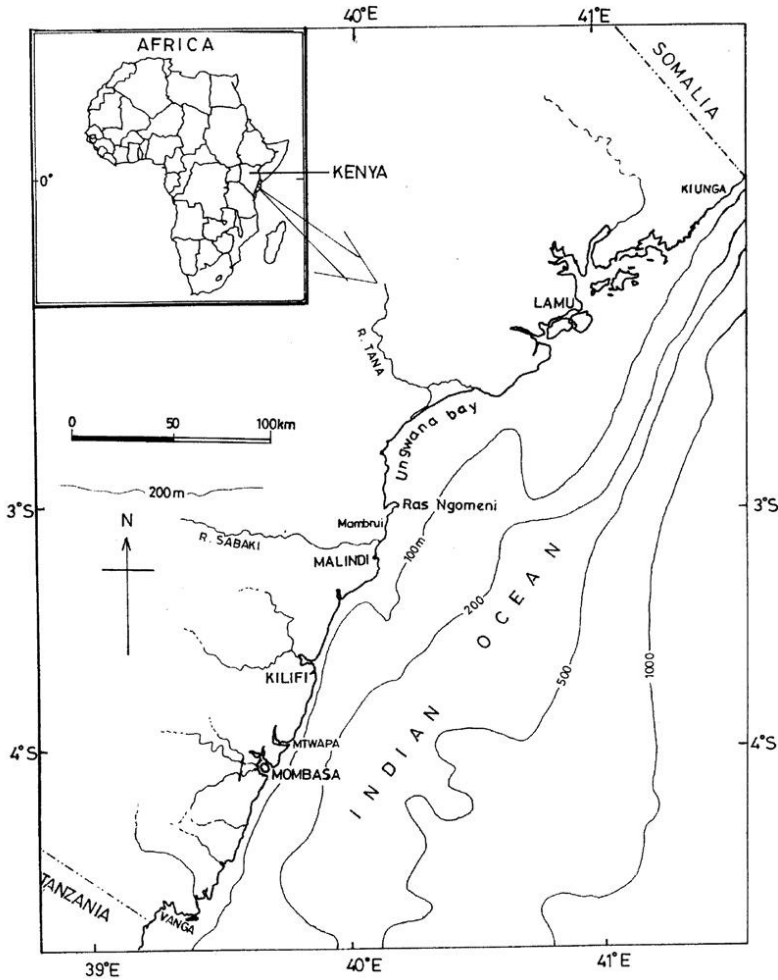 40°E
41°E
AFRICA
0°
KENYA
SOMALIA
KIUNGA
LAMU
R. TANA
Ungwana bay
0
50
100km
200m
3°S
Ras Ngomeni
3°S
Mambrui
N
R. SABAKI
MALINDI
100m
200
INDIAN OCEAN
500
1000
KILIFI
4°S
MTWAPA
4°S
MOMBASA
TANZANIA
VANGA
39°E
40°E
41°E